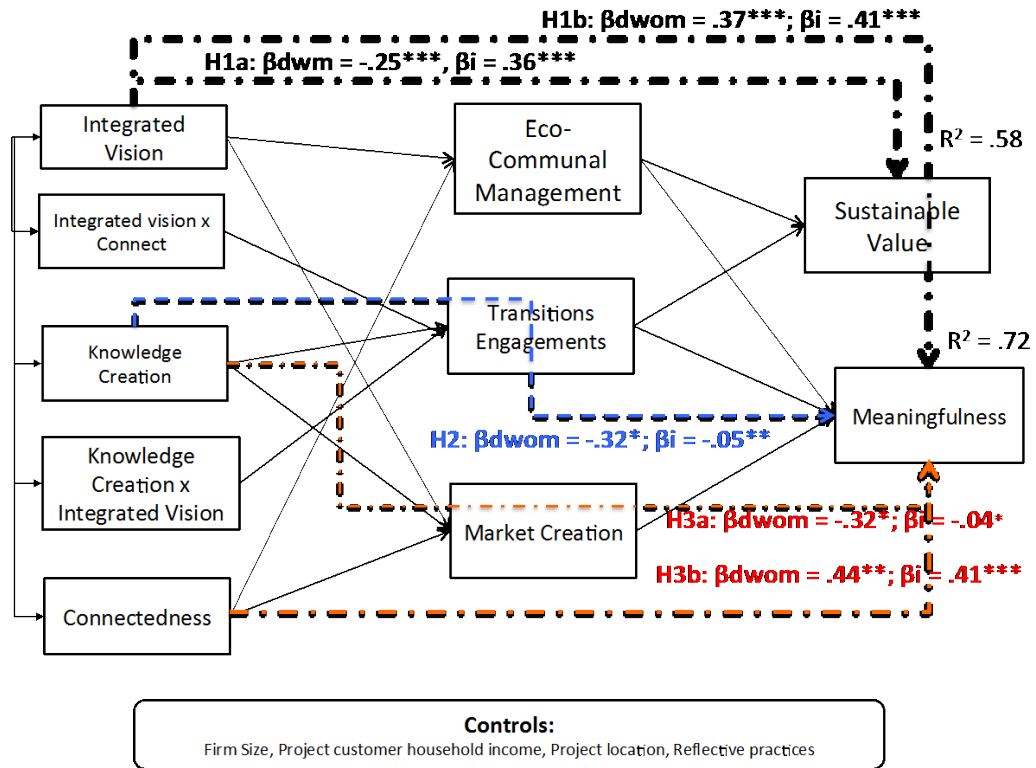 H1b: βdwom = .37***; βi = .41***
H1a: βdwm = -.25***, βi = .36***
Integrated
Vision
Eco-
Communal
Management
R² = .58
Sustainable
Value
Integrated vision x
Connect
Transitions
Engagements
R² = .72
Knowledge
Creation
Meaningfulness
H2: βdwom = -.32*; βi = -.05**
Knowledge
Creation x
Integrated Vision
Market Creation
H3a: βdwom = -.32*; βi = -.04*
H3b: βdwom = .44**; βi = .41***
Connectedness
Controls:
Firm Size, Project customer household income, Project location, Reflective practices